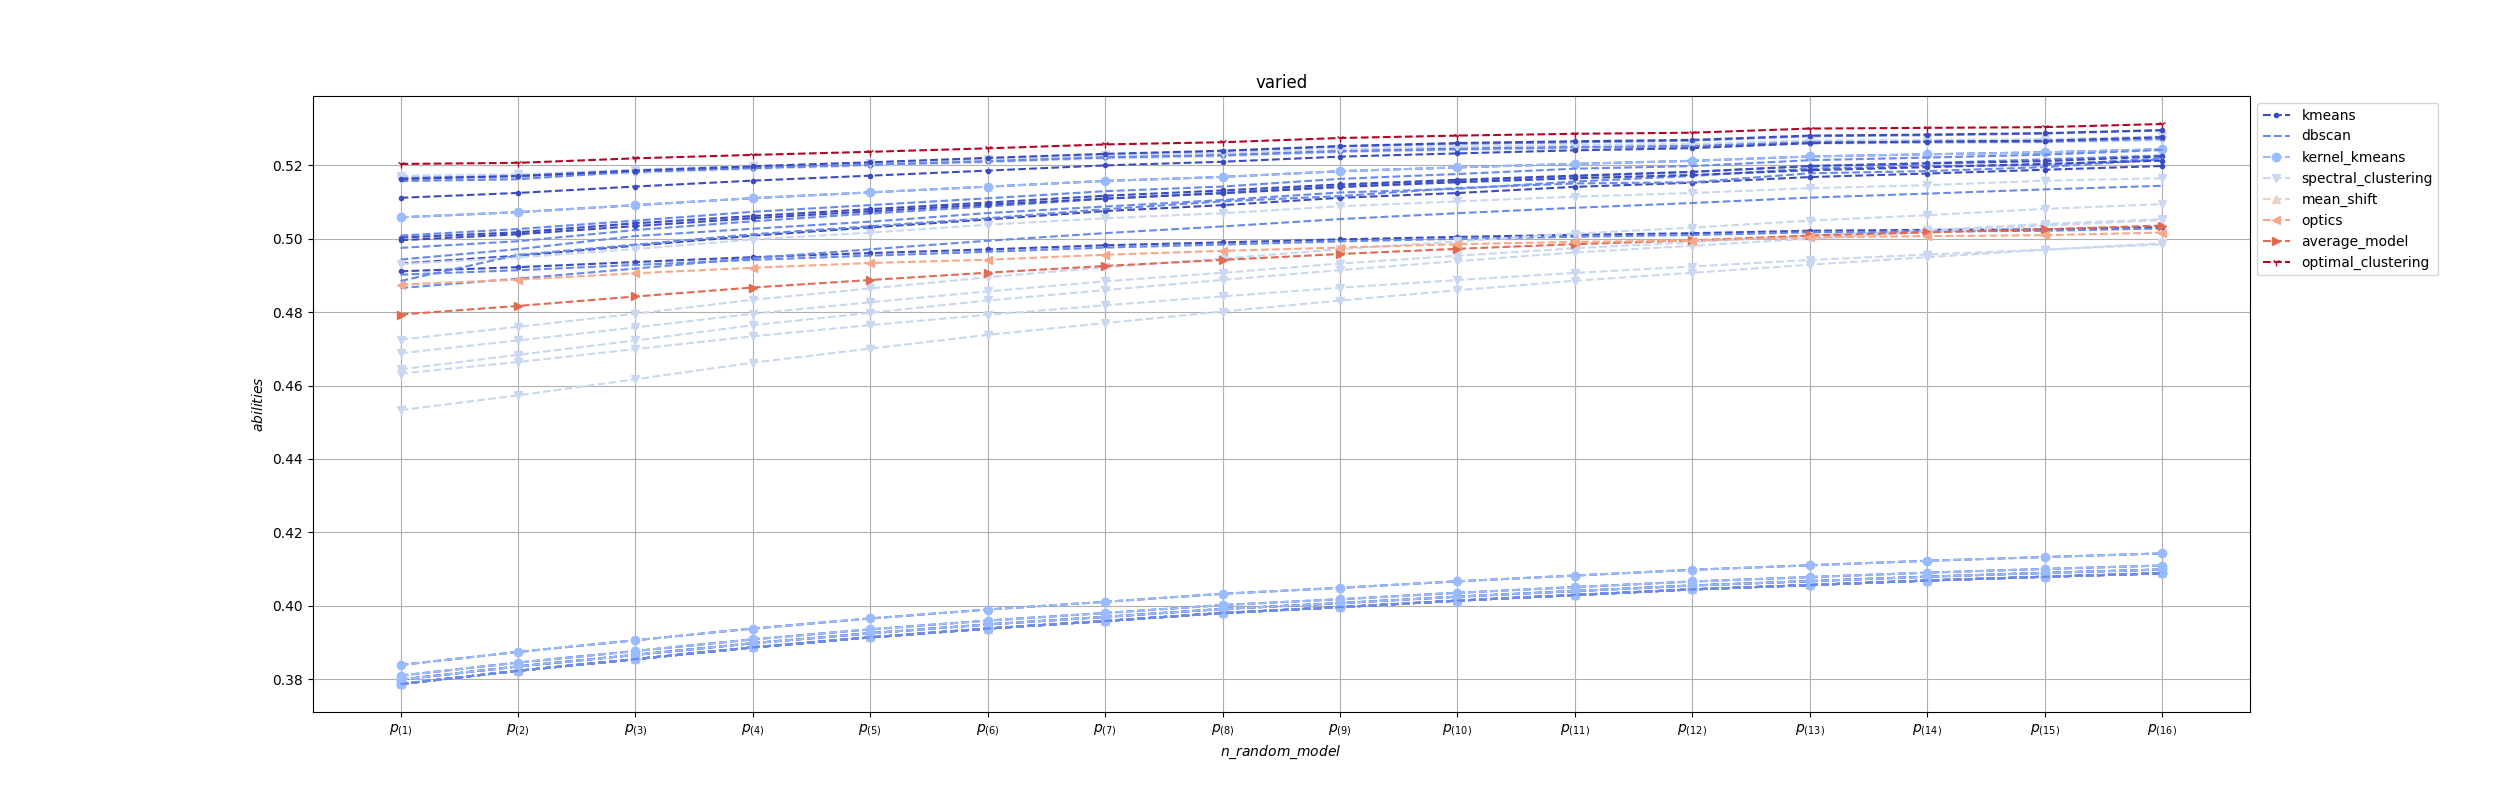 varied
kmeans
dbscan
kernel_kmeans
spectral_clustering
mean_shift
optics
average_model
optimal_clustering
0.52
0.50
0.48
0.46
0.44
0.42
0.40
0.38
abilities
p(1) p(2) p(3) p(4) p(5) p(6) p(7) p(8) p(9) p(10) p(11) p(12) p(13) p(14) p(15) p(16)
n_random_model